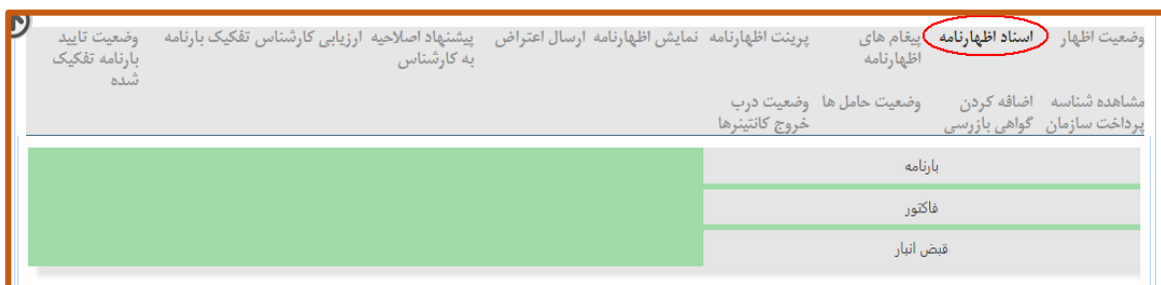 وضعیت اظهار اسناد اظهارنامه پیغام های پرینت اظهارنامه نمایش اظهارنامه ارسال اعتراض پیشنهاد اصلاحیه ارزیابی کارشناس تفکیک بارنامه وضعیت تایید
اظهارنامه به کارشناس بارنامه تفکیک
شده
مشاهده شناسه اضافه کردن وضعیت حامل ها وضعیت درب
پرداخت سازمان گواهی بازرسی خروج کانتینرها
بارنامه
فاکتور
قبض انبار